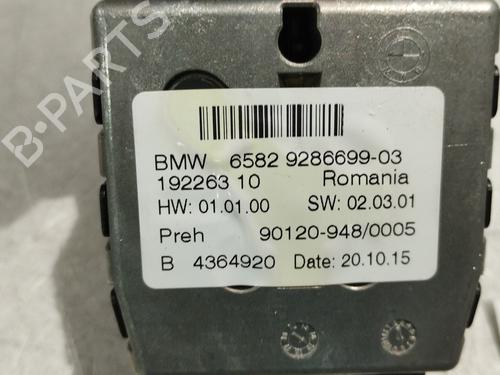 B-PARTS
BMW 6582 9286699-03
192263 10 Romania
HW: 01.01.00 SW: 02.03.01
Preh 90120-948/0005
B 4364920 Date: 20.10.15